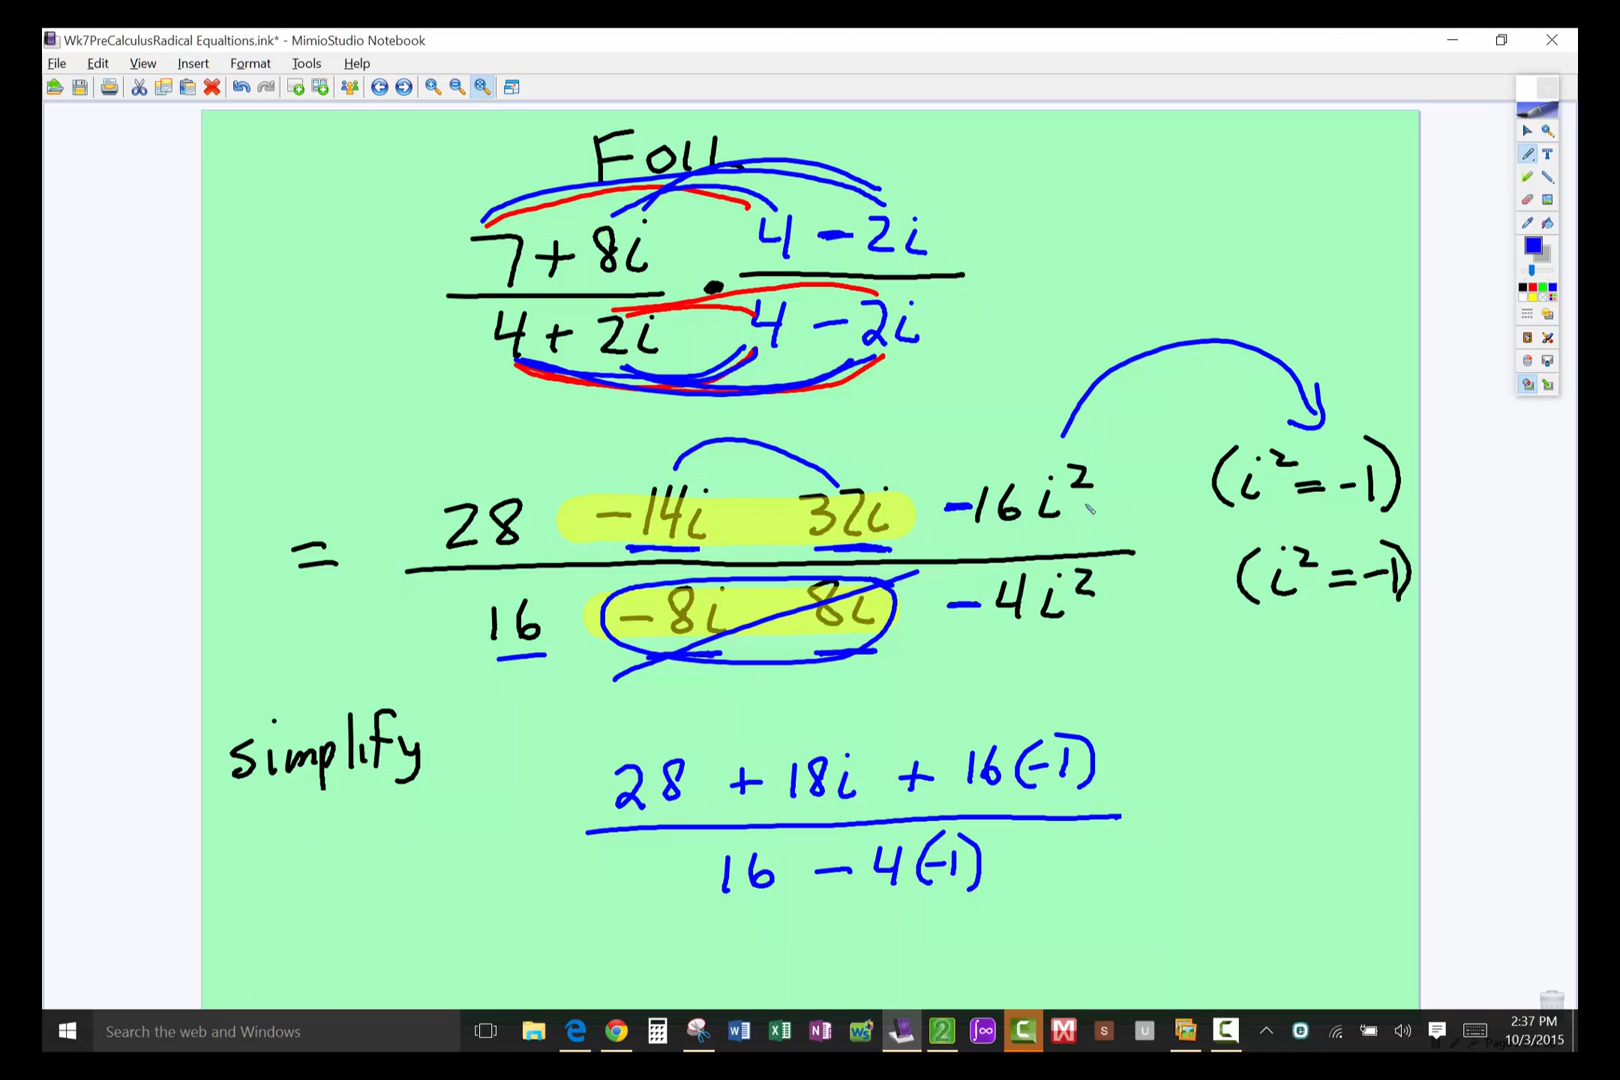 Wk7PreCalculusRadical Equaltions.ink* - MimioStudio Notebook
File Edit View Insert Format Tools Help
FOIL
7 + 8i 4 - 2i
4 + 2i · 4 - 2i
28 -14i 32i -16i² (i² = -1)
=
16 -8i 8i - 4i² (i² = -1)
simplify
28 + 18i + 16(-1)
16 - 4(-1)
Search the web and Windows
2:37 PM
10/3/2015